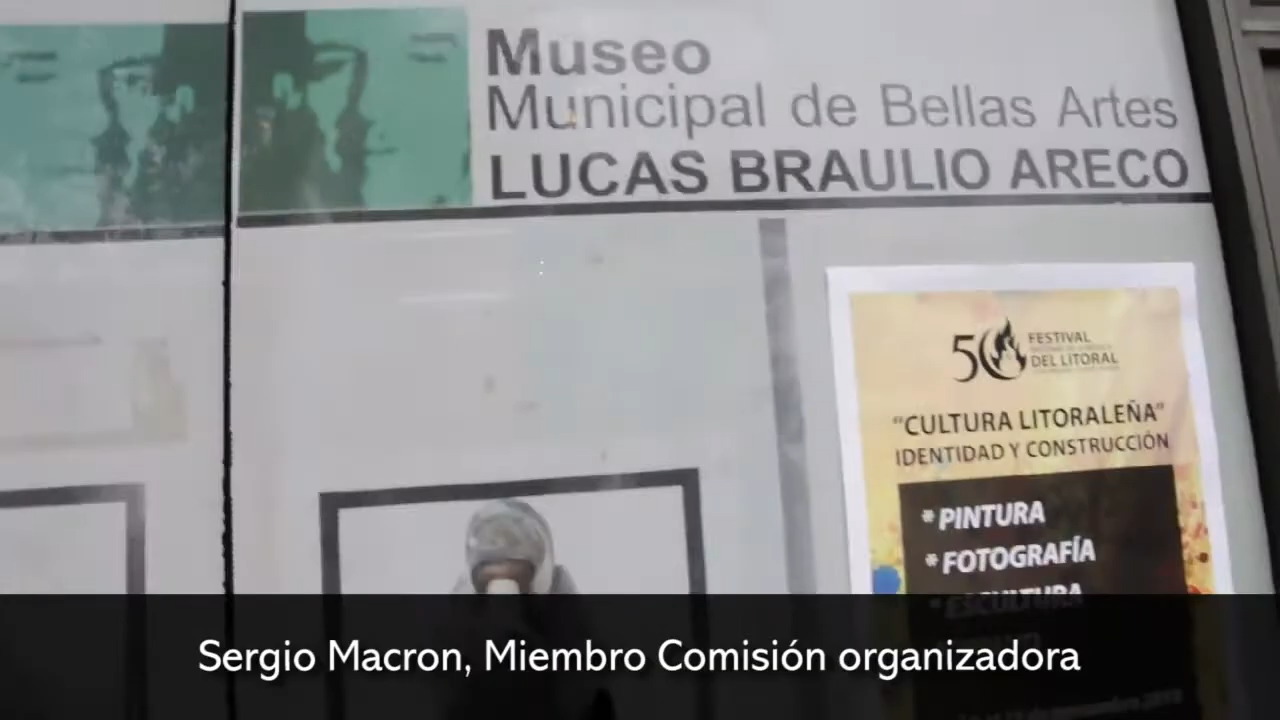 Museo
Municipal de Bellas Artes
LUCAS BRAULIO ARECO
50 FESTIVAL
DEL LITORAL
"CULTURA LITORALEÑA"
IDENTIDAD Y CONSTRUCCIÓN
* PINTURA
* FOTOGRAFÍA
* ESCULTURA
Sergio Macron, Miembro Comisión organizadora